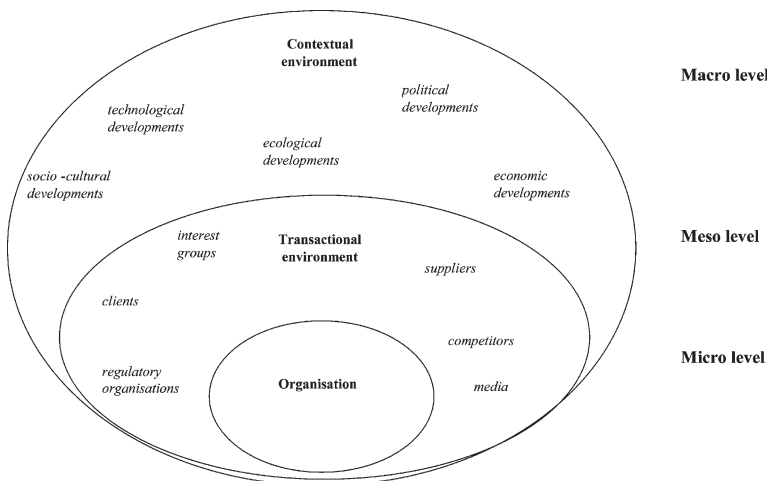 Contextual
environment
Macro level
political
developments
technological
developments
ecological
developments
socio -cultural
developments
economic
developments
Meso level
interest
groups
Transactional
environment
suppliers
clients
competitors
Micro level
regulatory
organisations
Organisation
media